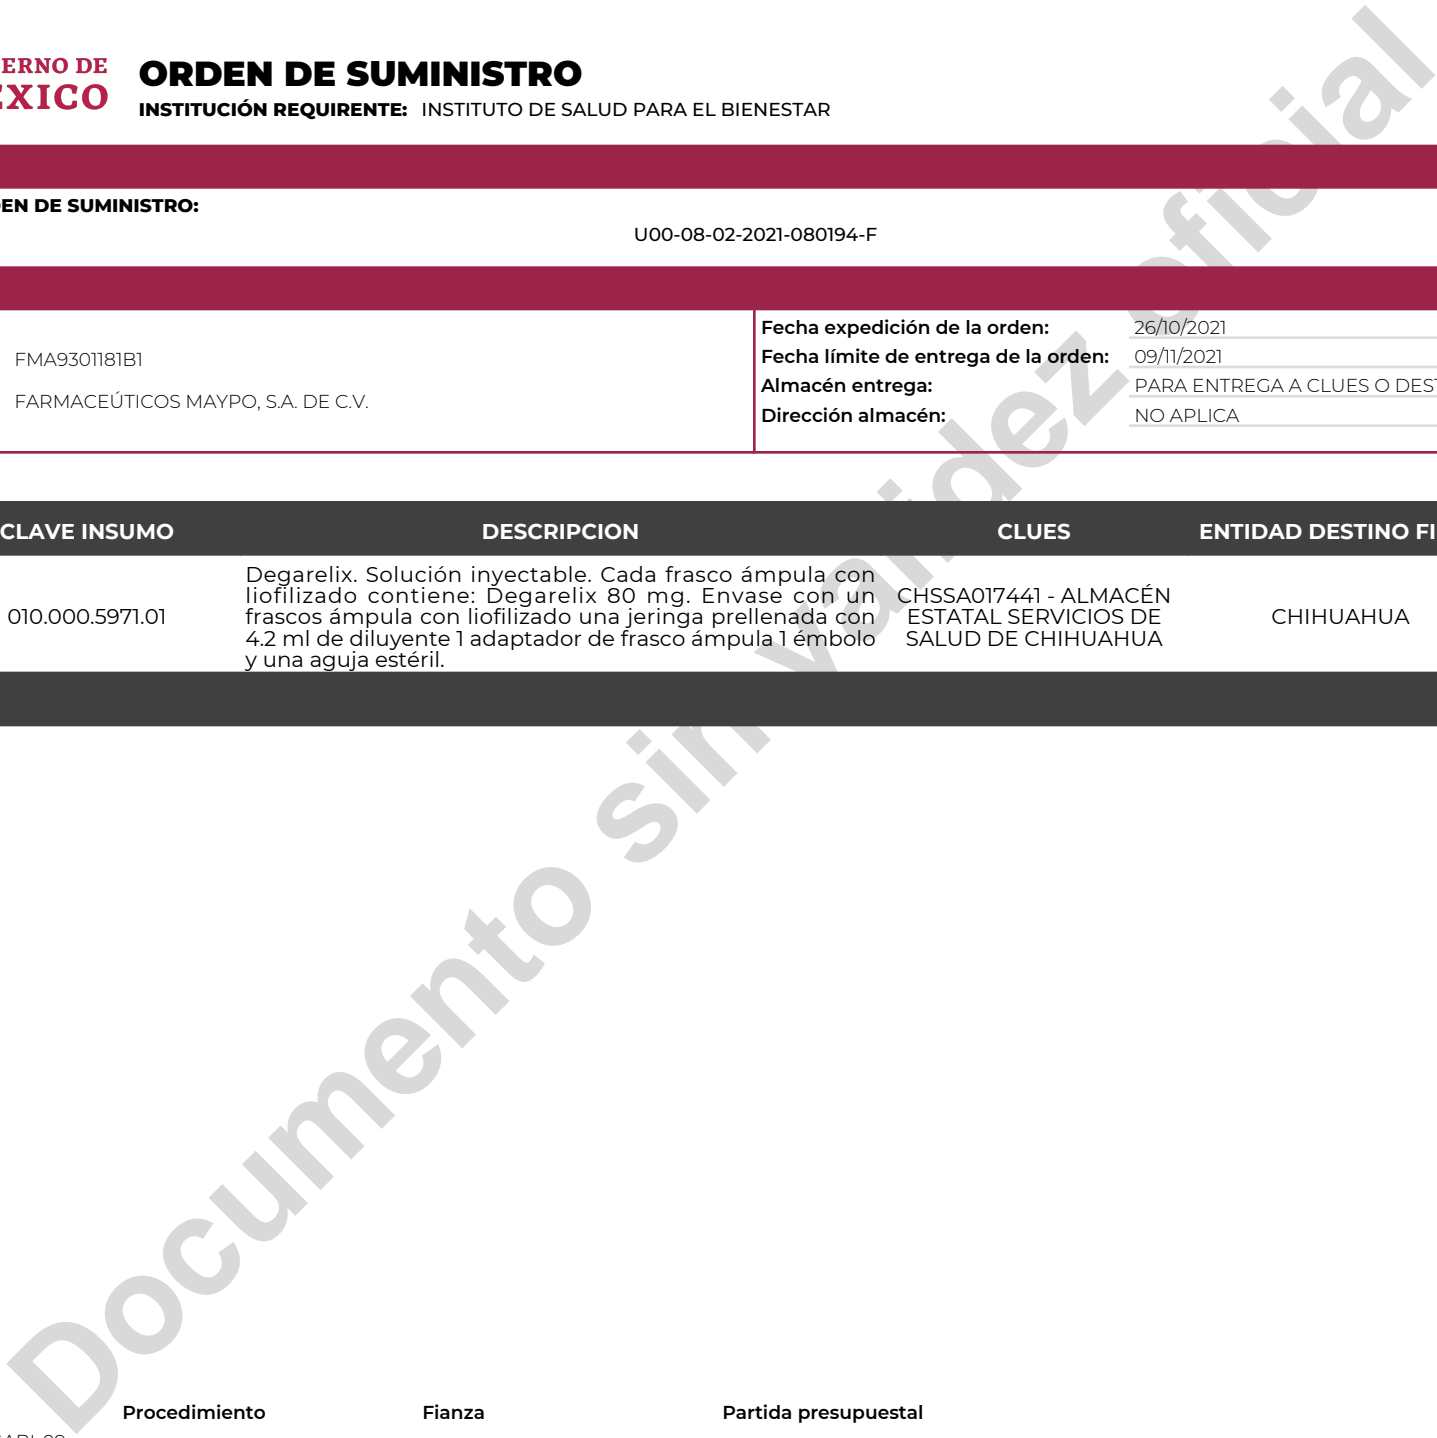 ERNO DE
ÉXICO
ORDEN DE SUMINISTRO
INSTITUCIÓN REQUIRENTE: INSTITUTO DE SALUD PARA EL BIENESTAR
EN DE SUMINISTRO:
U00-08-02-2021-080194-F
FMA9301181B1
FARMACEÚTICOS MAYPO, S.A. DE C.V.
Fecha expedición de la orden: 26/10/2021
Fecha límite de entrega de la orden: 09/11/2021
Almacén entrega: PARA ENTREGA A CLUES O DEST
Dirección almacén: NO APLICA
CLAVE INSUMO DESCRIPCION CLUES ENTIDAD DESTINO FI
010.000.5971.01
Degarelix. Solución inyectable. Cada frasco ámpula con
liofilizado contiene: Degarelix 80 mg. Envase con un
frascos ámpula con liofilizado una jeringa prellenada con
4.2 ml de diluyente 1 adaptador de frasco ámpula 1 émbolo
y una aguja estéril.
CHSSA017441 - ALMACÉN
ESTATAL SERVICIOS DE
SALUD DE CHIHUAHUA
CHIHUAHUA
Documento sin validez oficial
Procedimiento Fianza Partida presupuestal